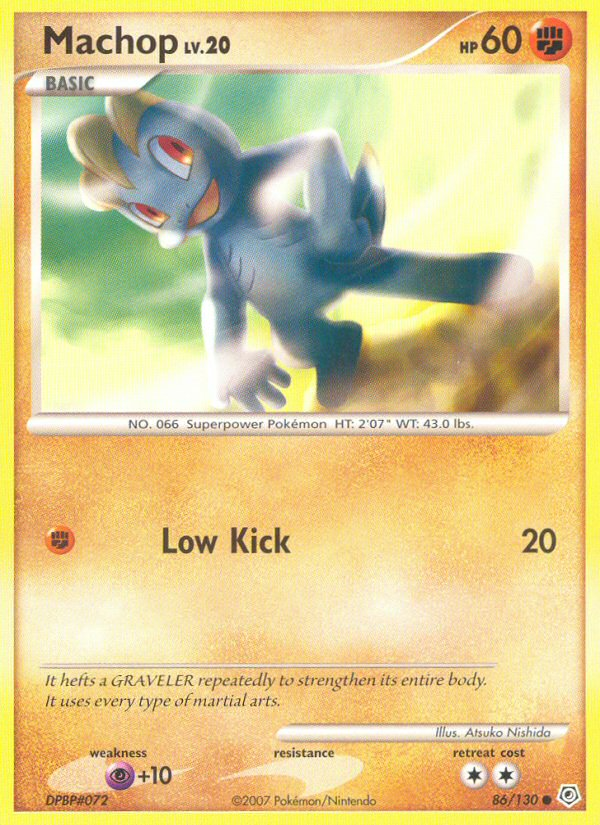 Machop LV.20
HP 60
BASIC
NO. 066 Superpower Pokémon HT: 2'07" WT: 43.0 lbs.
Low Kick 20
It hefts a GRAVELER repeatedly to strengthen its entire body.
It uses every type of martial arts.
Illus. Atsuko Nishida
weakness resistance retreat cost
+10
DPBP#072 ©2007 Pokémon/Nintendo 86/130